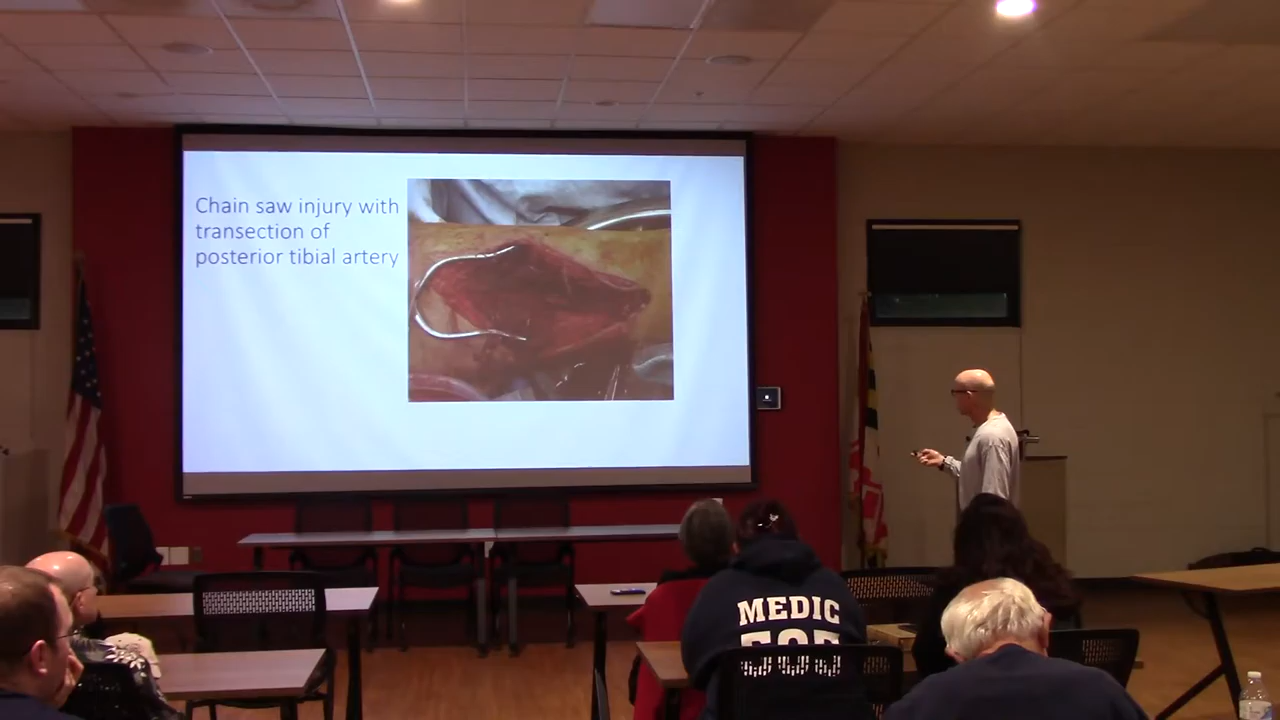 Chain saw injury with
transection of
posterior tibial artery
MEDIC